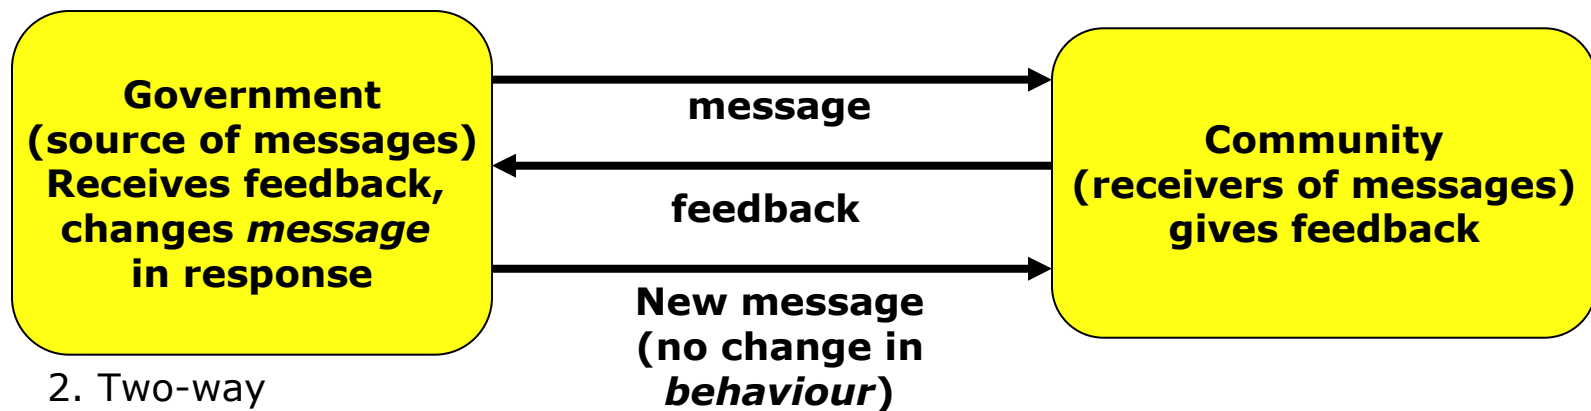 Government
(source of messages)
Receives feedback,
changes message
in response
message
feedback
New message
(no change in
behaviour)
Community
(receivers of messages)
gives feedback
2. Two-way